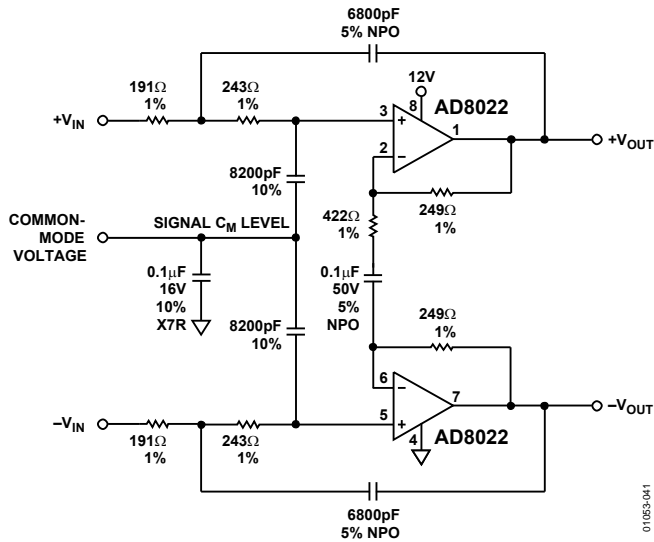 6800pF
5% NPO
191Ω
1%
243Ω
1%
12V
8
AD8022
+VIN
3
+
1
+VOUT
2
–
8200pF
10%
249Ω
1%
422Ω
1%
COMMON-
MODE
VOLTAGE
SIGNAL CM LEVEL
0.1μF
16V
10%
X7R
8200pF
10%
0.1μF
50V
5%
NPO
249Ω
1%
6
–
7
–VOUT
5
+
–VIN
4
AD8022
191Ω
1%
243Ω
1%
6800pF
5% NPO
01053-041